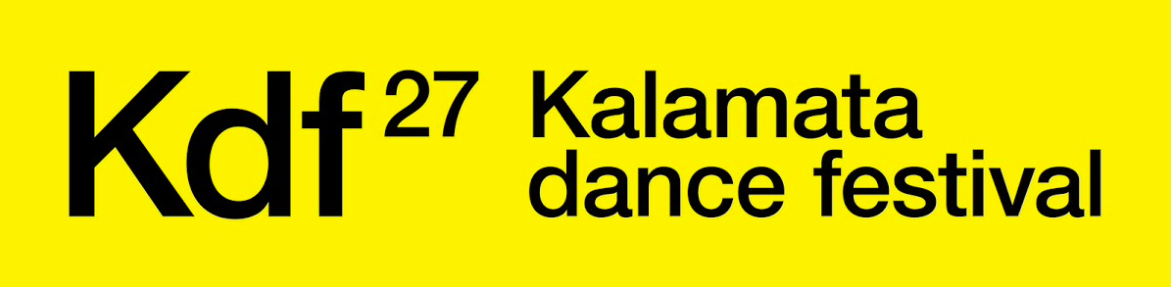 Kdf 27
Kalamata
dance festival